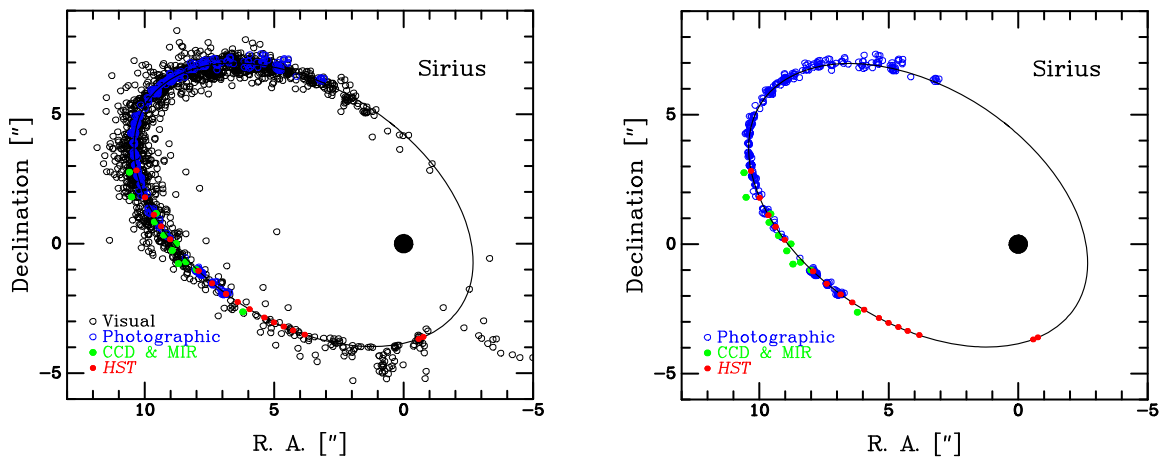 Sirius
5
0
−5
Declination [″]
Visual
Photographic
CCD & MIR
HST
10
5
0
−5
R. A. [″]
Sirius
5
0
−5
Declination [″]
Photographic
CCD & MIR
HST
10
5
0
−5
R. A. [″]